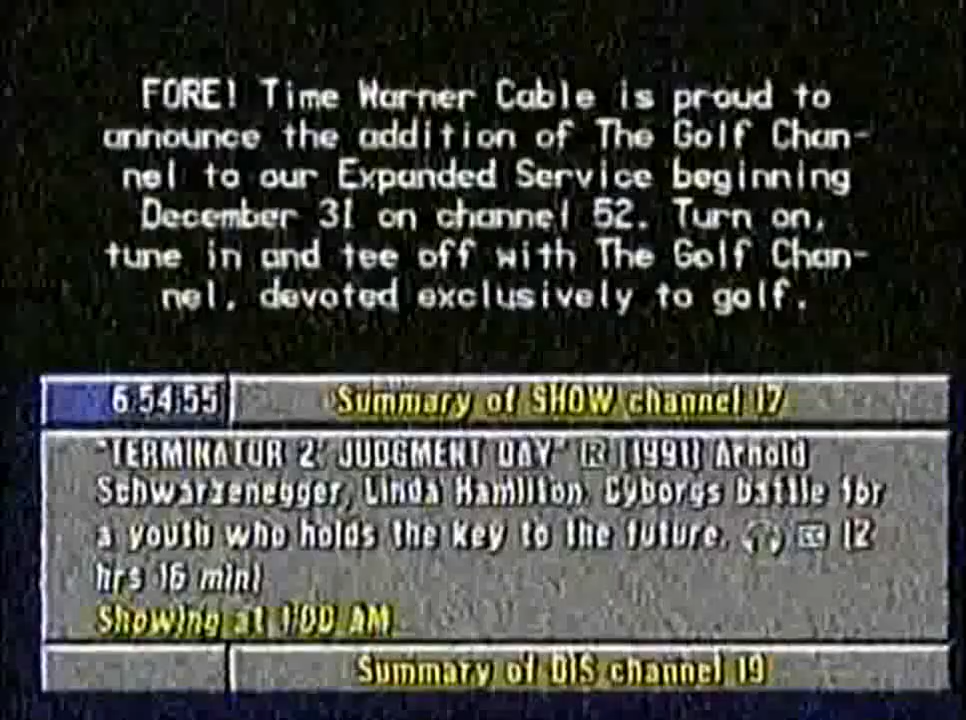 FORE! Time Warner Cable is proud to
announce the addition of The Golf Chan-
nel to our Expanded Service beginning
December 31 on channel 52. Turn on,
tune in and tee off with The Golf Chan-
nel, devoted exclusively to golf.
6:54:55 Summary of SHOW channel 17
"TERMINATOR 2: JUDGMENT DAY" R (1991) Arnold
Schwarzenegger, Linda Hamilton. Cyborgs battle for
a youth who holds the key to the future. CC (2
hrs 16 min)
Showing at 1:00 AM
Summary of DIS channel 19